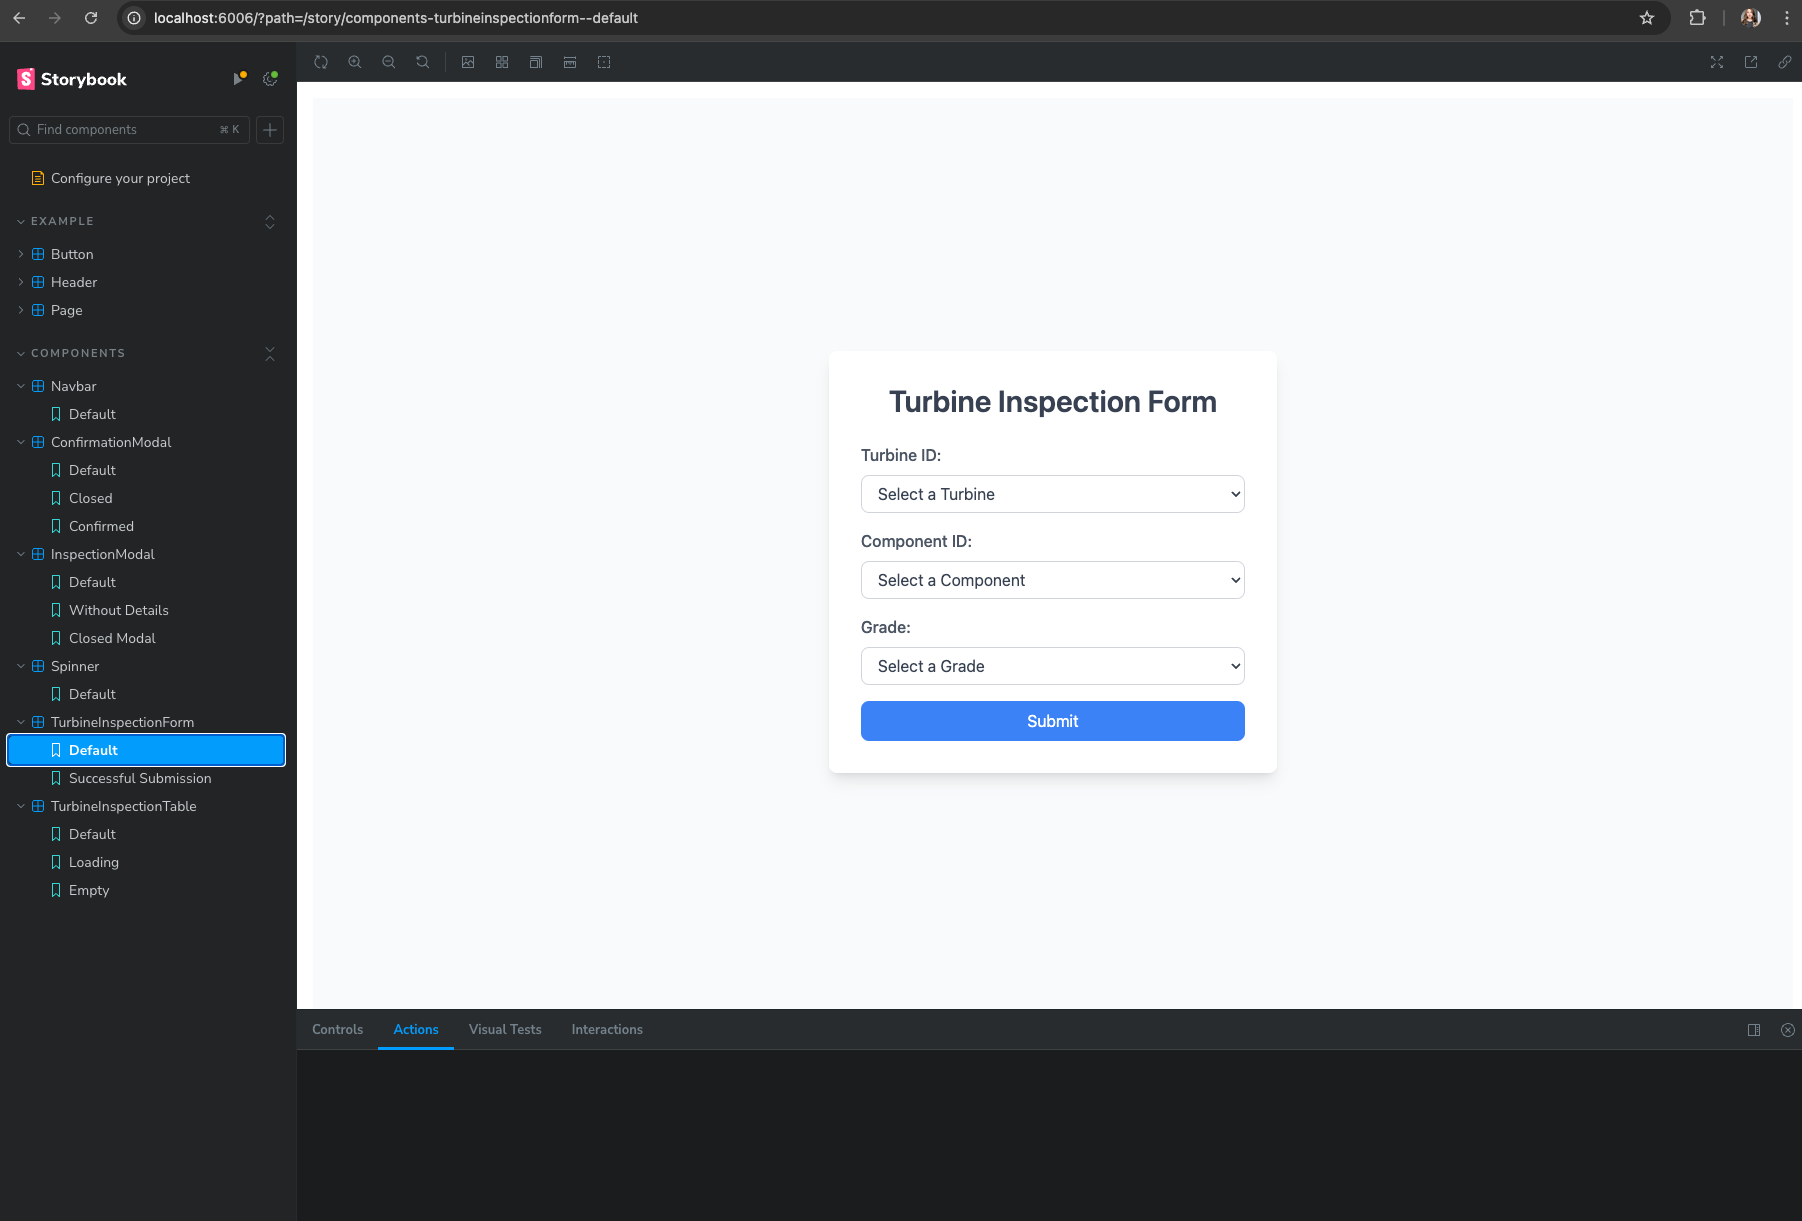 localhost:6006/?path=/story/components-turbineinspectionform--default
Storybook
Find components
⌘ K
Configure your project
EXAMPLE
Button
Header
Page
COMPONENTS
Navbar
Default
ConfirmationModal
Default
Closed
Confirmed
InspectionModal
Default
Without Details
Closed Modal
Spinner
Default
TurbineInspectionForm
Default
Successful Submission
TurbineInspectionTable
Default
Loading
Empty
Turbine Inspection Form
Turbine ID:
Select a Turbine
Component ID:
Select a Component
Grade:
Select a Grade
Submit
Controls Actions Visual Tests Interactions